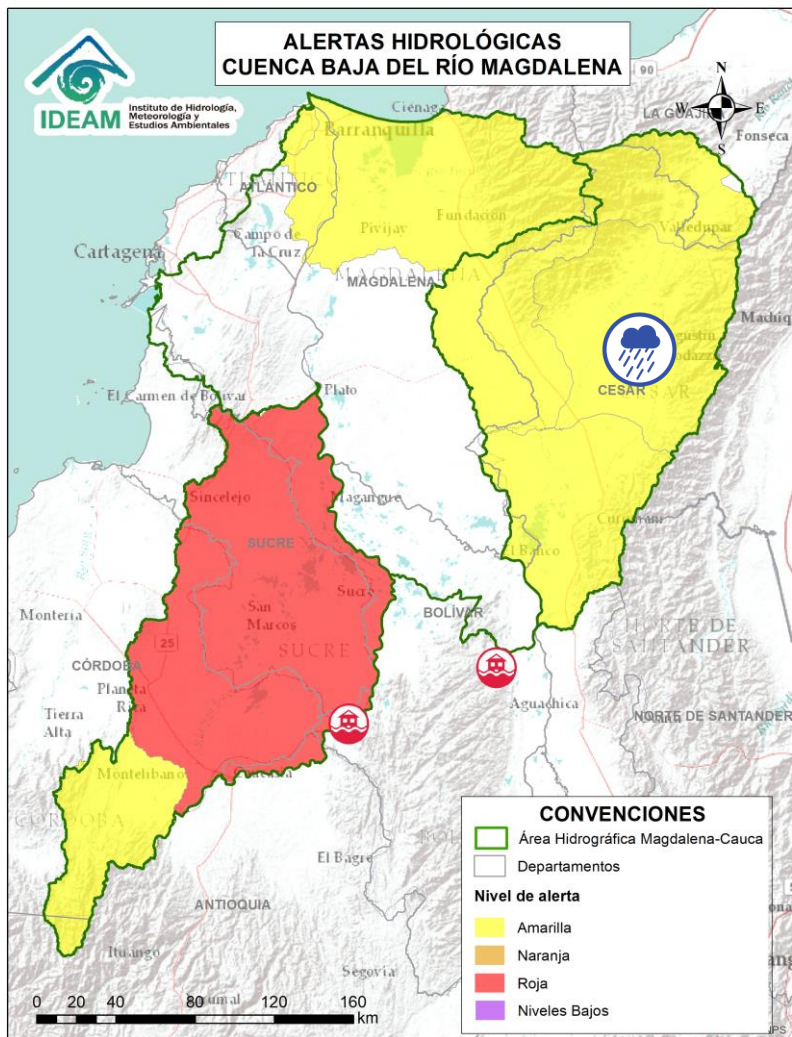 ALERTAS HIDROLÓGICAS
CUENCA BAJA DEL RÍO MAGDALENA
IDEAM
Instituto de Hidrología,
Meteorología y
Estudios Ambientales
90
N
W
E
S
Ciénaga
LA GUAJI
Fonseca
Barranquilla
ATLÁNTICO
Pivijay
Fundación
Valledupar
Cartagena
Campo de
la Cruz
MAGDALENA
MAGDALENA
Machiq
CESAR
El Carmen de Bolívar
Plato
Sincelejo
Magangué
SUCRE
El Banco
Sucre
BOLÍVAR
San
Marcos
SUCRE
Montería
25
CÓRDOBA
Planeta
Rica
Tierra
Alta
NORTE DE
SANTANDER
Aguachica
NORTE DE SANTANDER
Montelibano
El Bagre
ANTIOQUIA
Ituango
Segovia
0 20 40 80 120 160
km
CONVENCIONES
Área Hidrográfica Magdalena-Cauca
Departamentos
Nivel de alerta
Amarilla
Naranja
Roja
Niveles Bajos